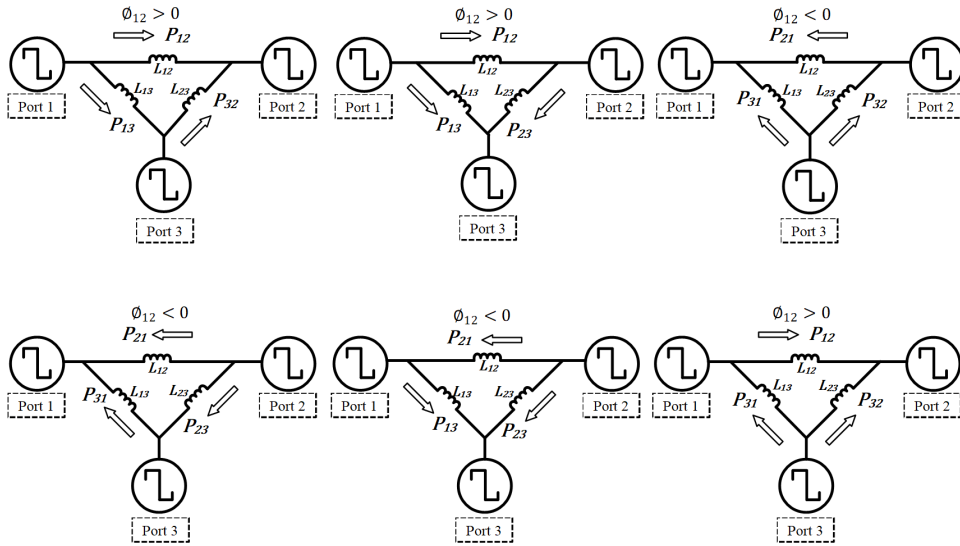 ∅₁₂ > 0
P₁₂
L₁₂
L₁₃
L₂₃
P₁₃
P₃₂
Port 1
Port 2
Port 3
∅₁₂ > 0
P₁₂
L₁₂
L₁₃
L₂₃
P₁₃
P₂₃
Port 1
Port 2
Port 3
∅₁₂ < 0
P₂₁
L₁₂
L₁₃
L₂₃
P₃₁
P₃₂
Port 1
Port 2
Port 3
∅₁₂ < 0
P₂₁
L₁₂
L₁₃
L₂₃
P₃₁
P₂₃
Port 1
Port 2
Port 3
∅₁₂ < 0
P₂₁
L₁₂
L₁₃
L₂₃
P₁₃
P₂₃
Port 1
Port 2
Port 3
∅₁₂ > 0
P₁₂
L₁₂
L₁₃
L₂₃
P₃₁
P₃₂
Port 1
Port 2
Port 3